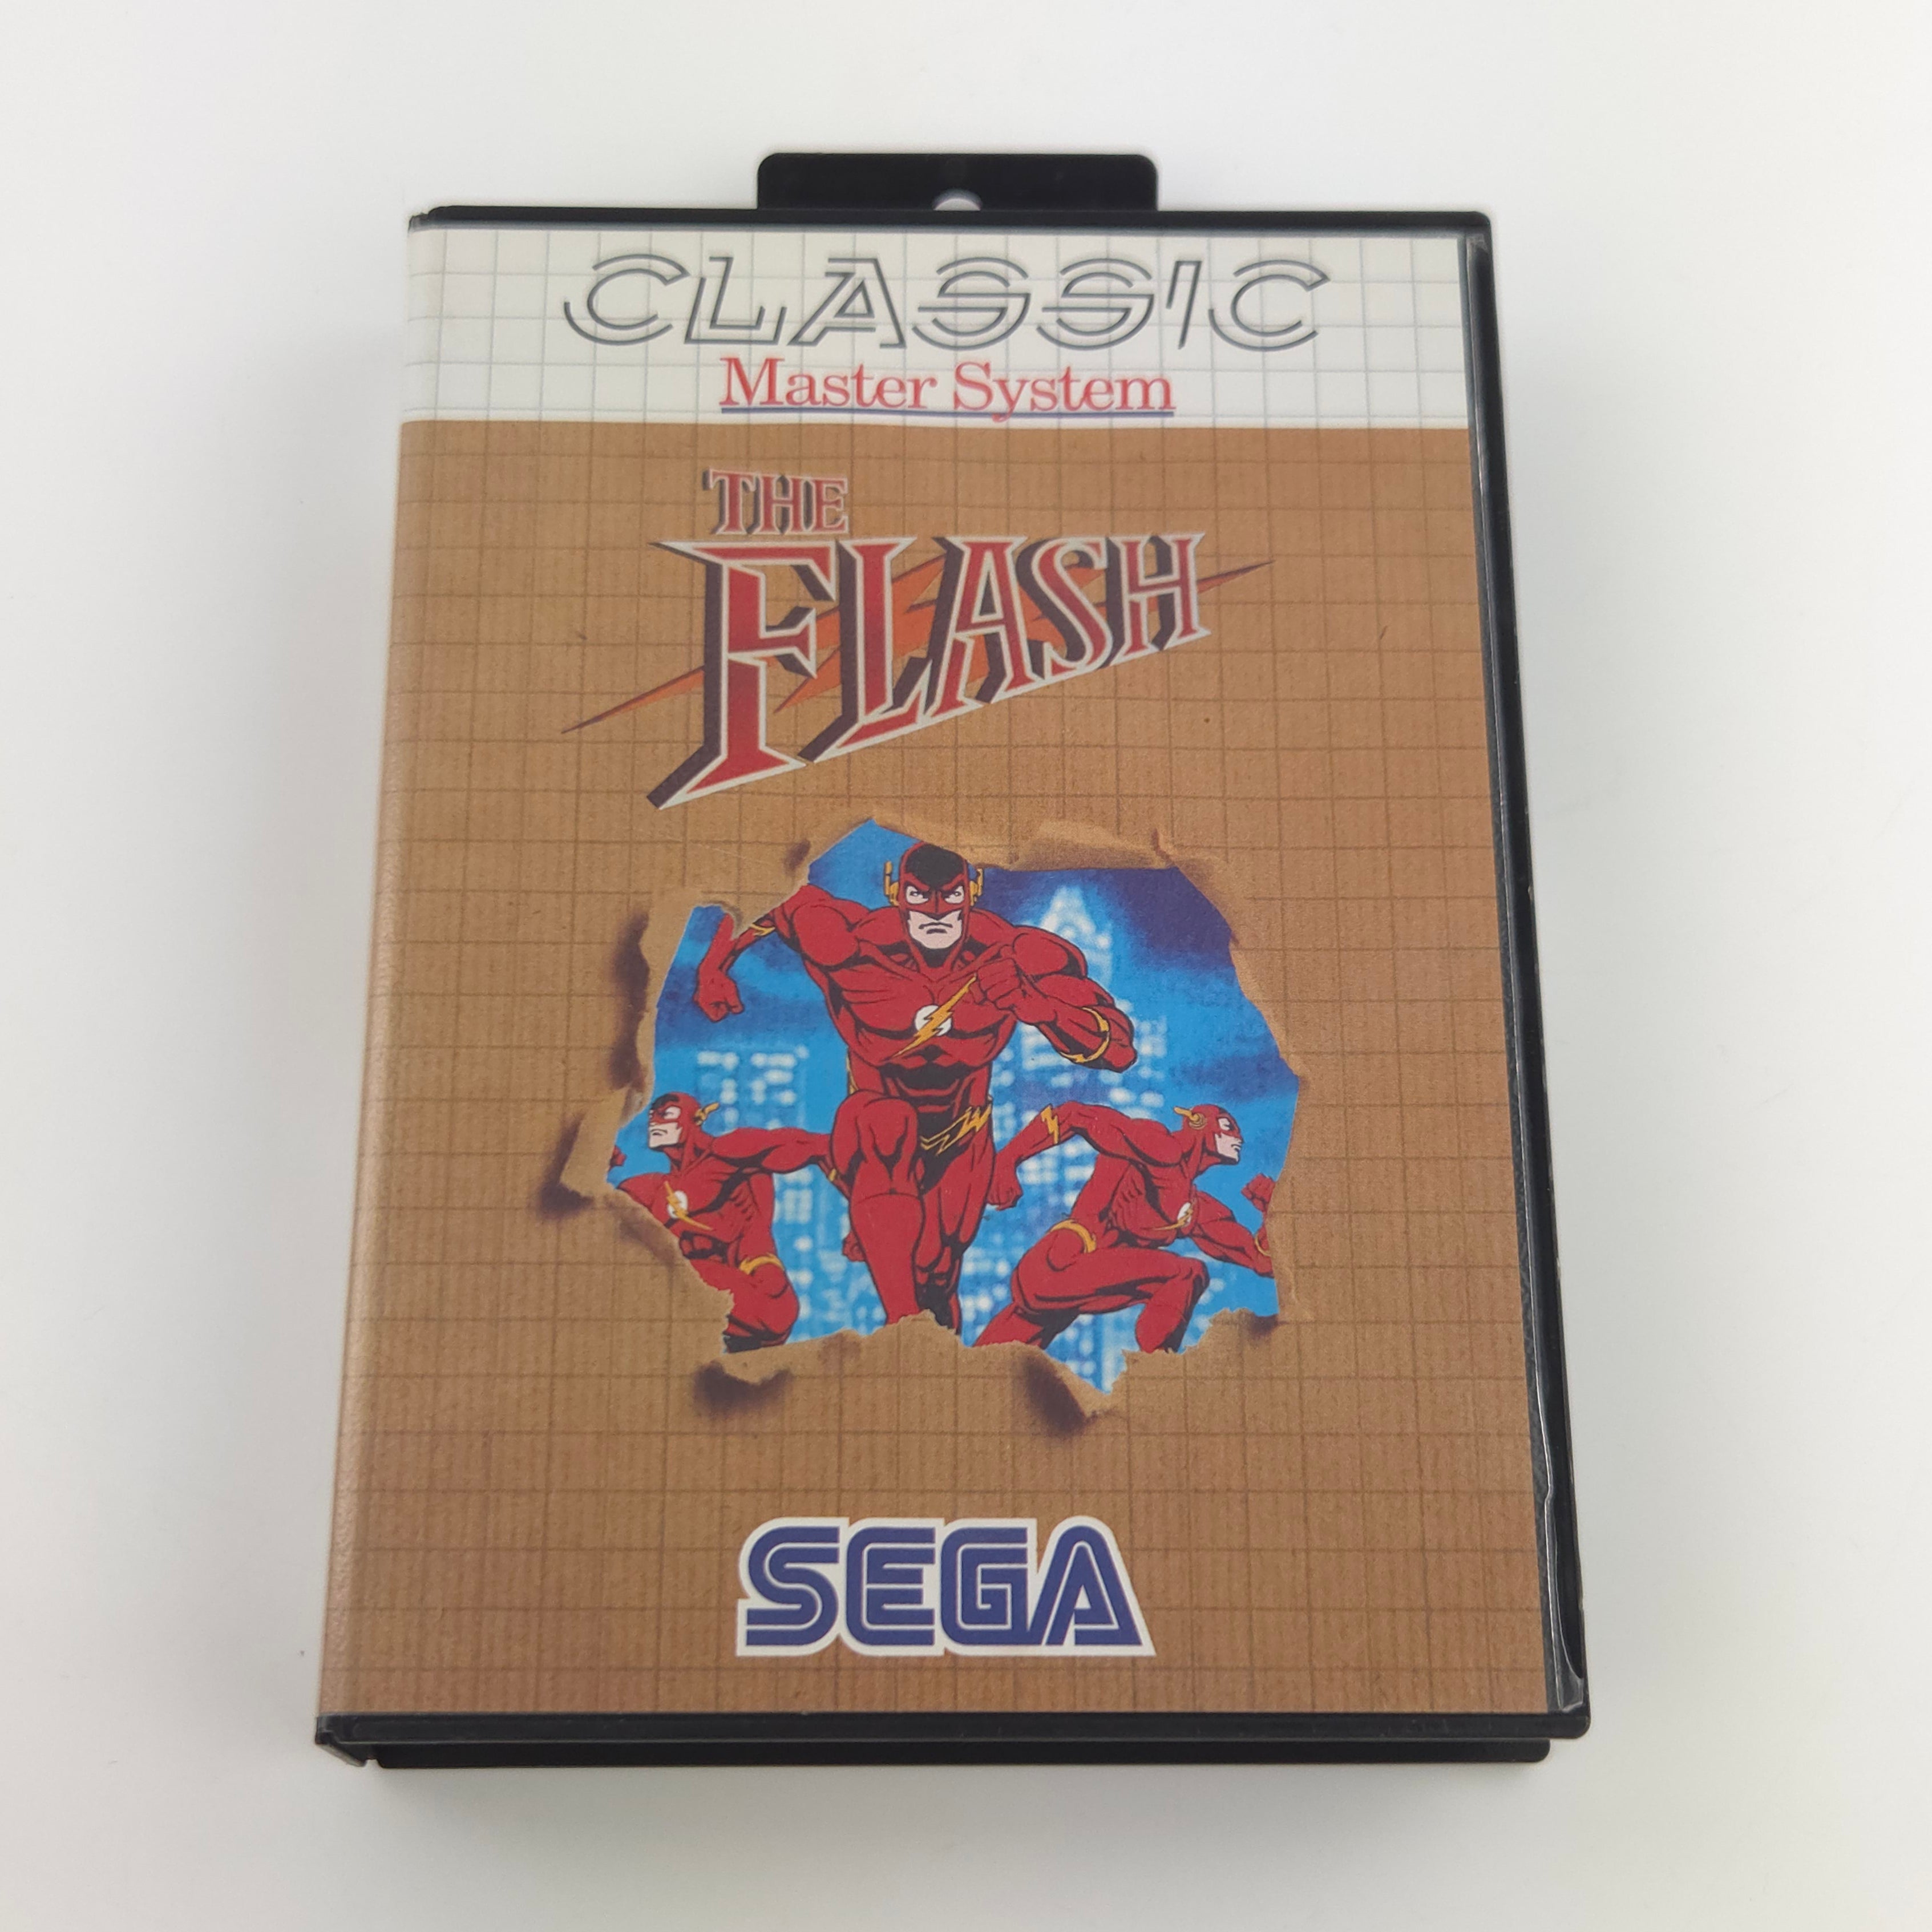 CLASSIC
Master System
THE
FLASH
SEGA